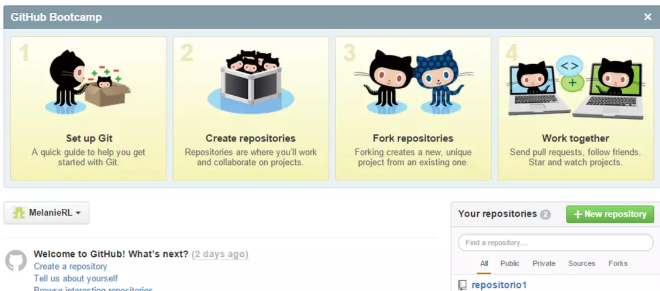 GitHub Bootcamp
1
Set up Git
A quick guide to help you get
started with Git.
2
Create repositories
Repositories are where you'll work
and collaborate on projects.
3
Fork repositories
Forking creates a new, unique
project from an existing one.
4
Work together
Send pull requests, follow friends.
Star and watch projects.
MelanieRL
Welcome to GitHub! What's next? (2 days ago)
Create a repository
Tell us about yourself
Browse interesting repositories
Your repositories 2
+ New repository
Find a repository...
All Public Private Sources Forks
repositorio1